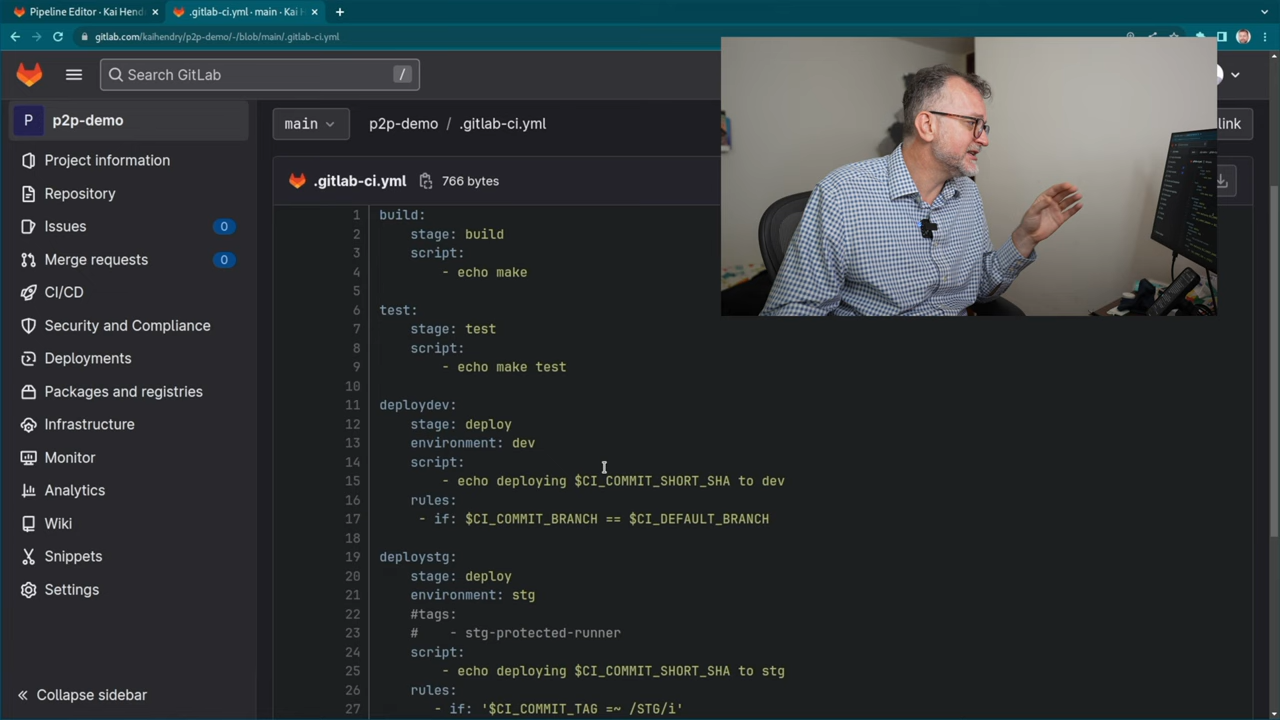 Pipeline Editor · Kai Hend
.gitlab-ci.yml · main · Kai H
gitlab.com/kaihendry/p2p-demo/-/blob/main/.gitlab-ci.yml
Search GitLab
/
P
p2p-demo
Project information
Repository
Issues 0
Merge requests 0
CI/CD
Security and Compliance
Deployments
Packages and registries
Infrastructure
Monitor
Analytics
Wiki
Snippets
Settings
Collapse sidebar
main
p2p-demo / .gitlab-ci.yml
link
.gitlab-ci.yml 766 bytes
1 build:
2 stage: build
3 script:
4 - echo make
5
6 test:
7 stage: test
8 script:
9 - echo make test
10
11 deploydev:
12 stage: deploy
13 environment: dev
14 script:
15 - echo deploying $CI_COMMIT_SHORT_SHA to dev
16 rules:
17 - if: $CI_COMMIT_BRANCH == $CI_DEFAULT_BRANCH
18
19 deploystg:
20 stage: deploy
21 environment: stg
22 #tags:
23 # - stg-protected-runner
24 script:
25 - echo deploying $CI_COMMIT_SHORT_SHA to stg
26 rules:
27 - if: '$CI_COMMIT_TAG =~ /STG/i'